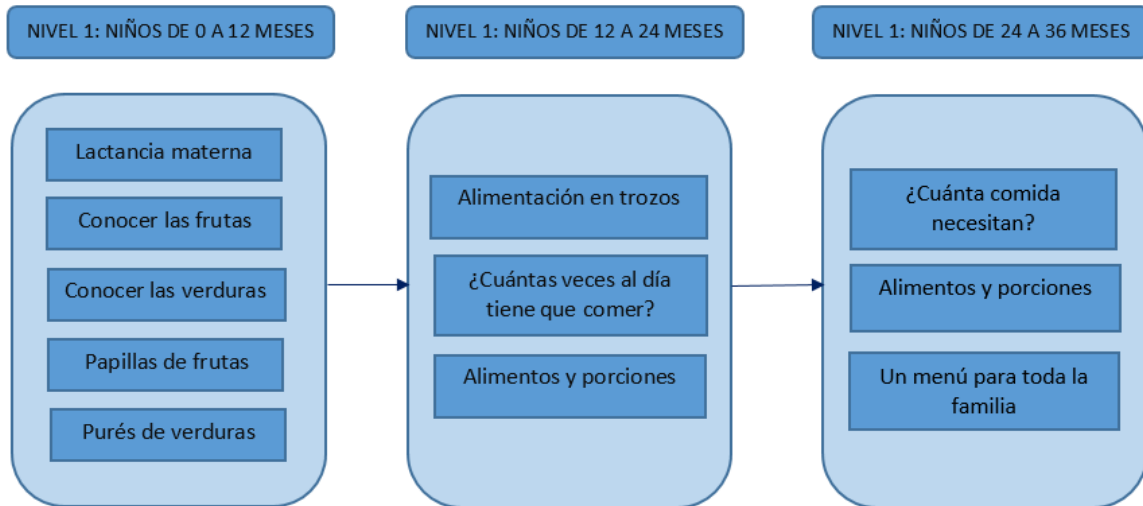 NIVEL 1: NIÑOS DE 0 A 12 MESES
Lactancia materna
Conocer las frutas
Conocer las verduras
Papillas de frutas
Purés de verduras
NIVEL 1: NIÑOS DE 12 A 24 MESES
Alimentación en trozos
¿Cuántas veces al día
tiene que comer?
Alimentos y porciones
NIVEL 1: NIÑOS DE 24 A 36 MESES
¿Cuánta comida
necesitan?
Alimentos y porciones
Un menú para toda la
familia